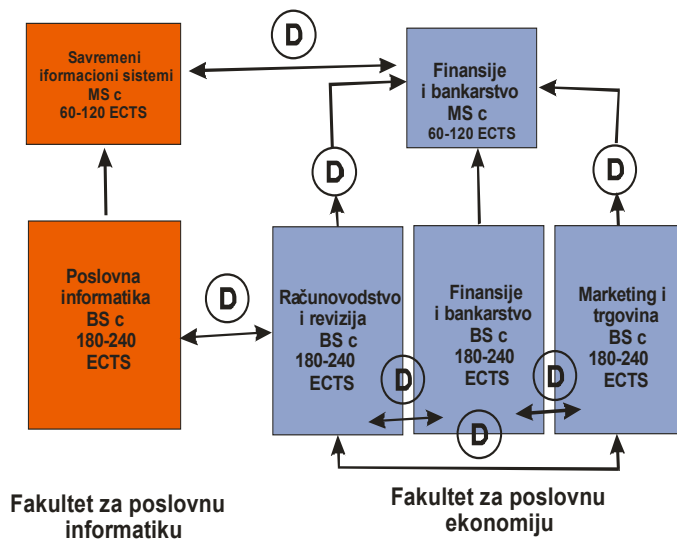 Savremeni
iformacioni sistemi
MS c
60-120 ECTS
D
Finansije
i bankarstvo
MS c
60-120 ECTS
D
D
Poslovna
informatika
BS c
180-240
ECTS
D
Računovodstvo
i revizija
BS c
180-240
ECTS
D
Finansije
i bankarstvo
BS c
180-240
ECTS
D
D
Marketing i
trgovina
BS c
180-240
ECTS
Fakultet za poslovnu
informatiku
Fakultet za poslovnu
ekonomiju